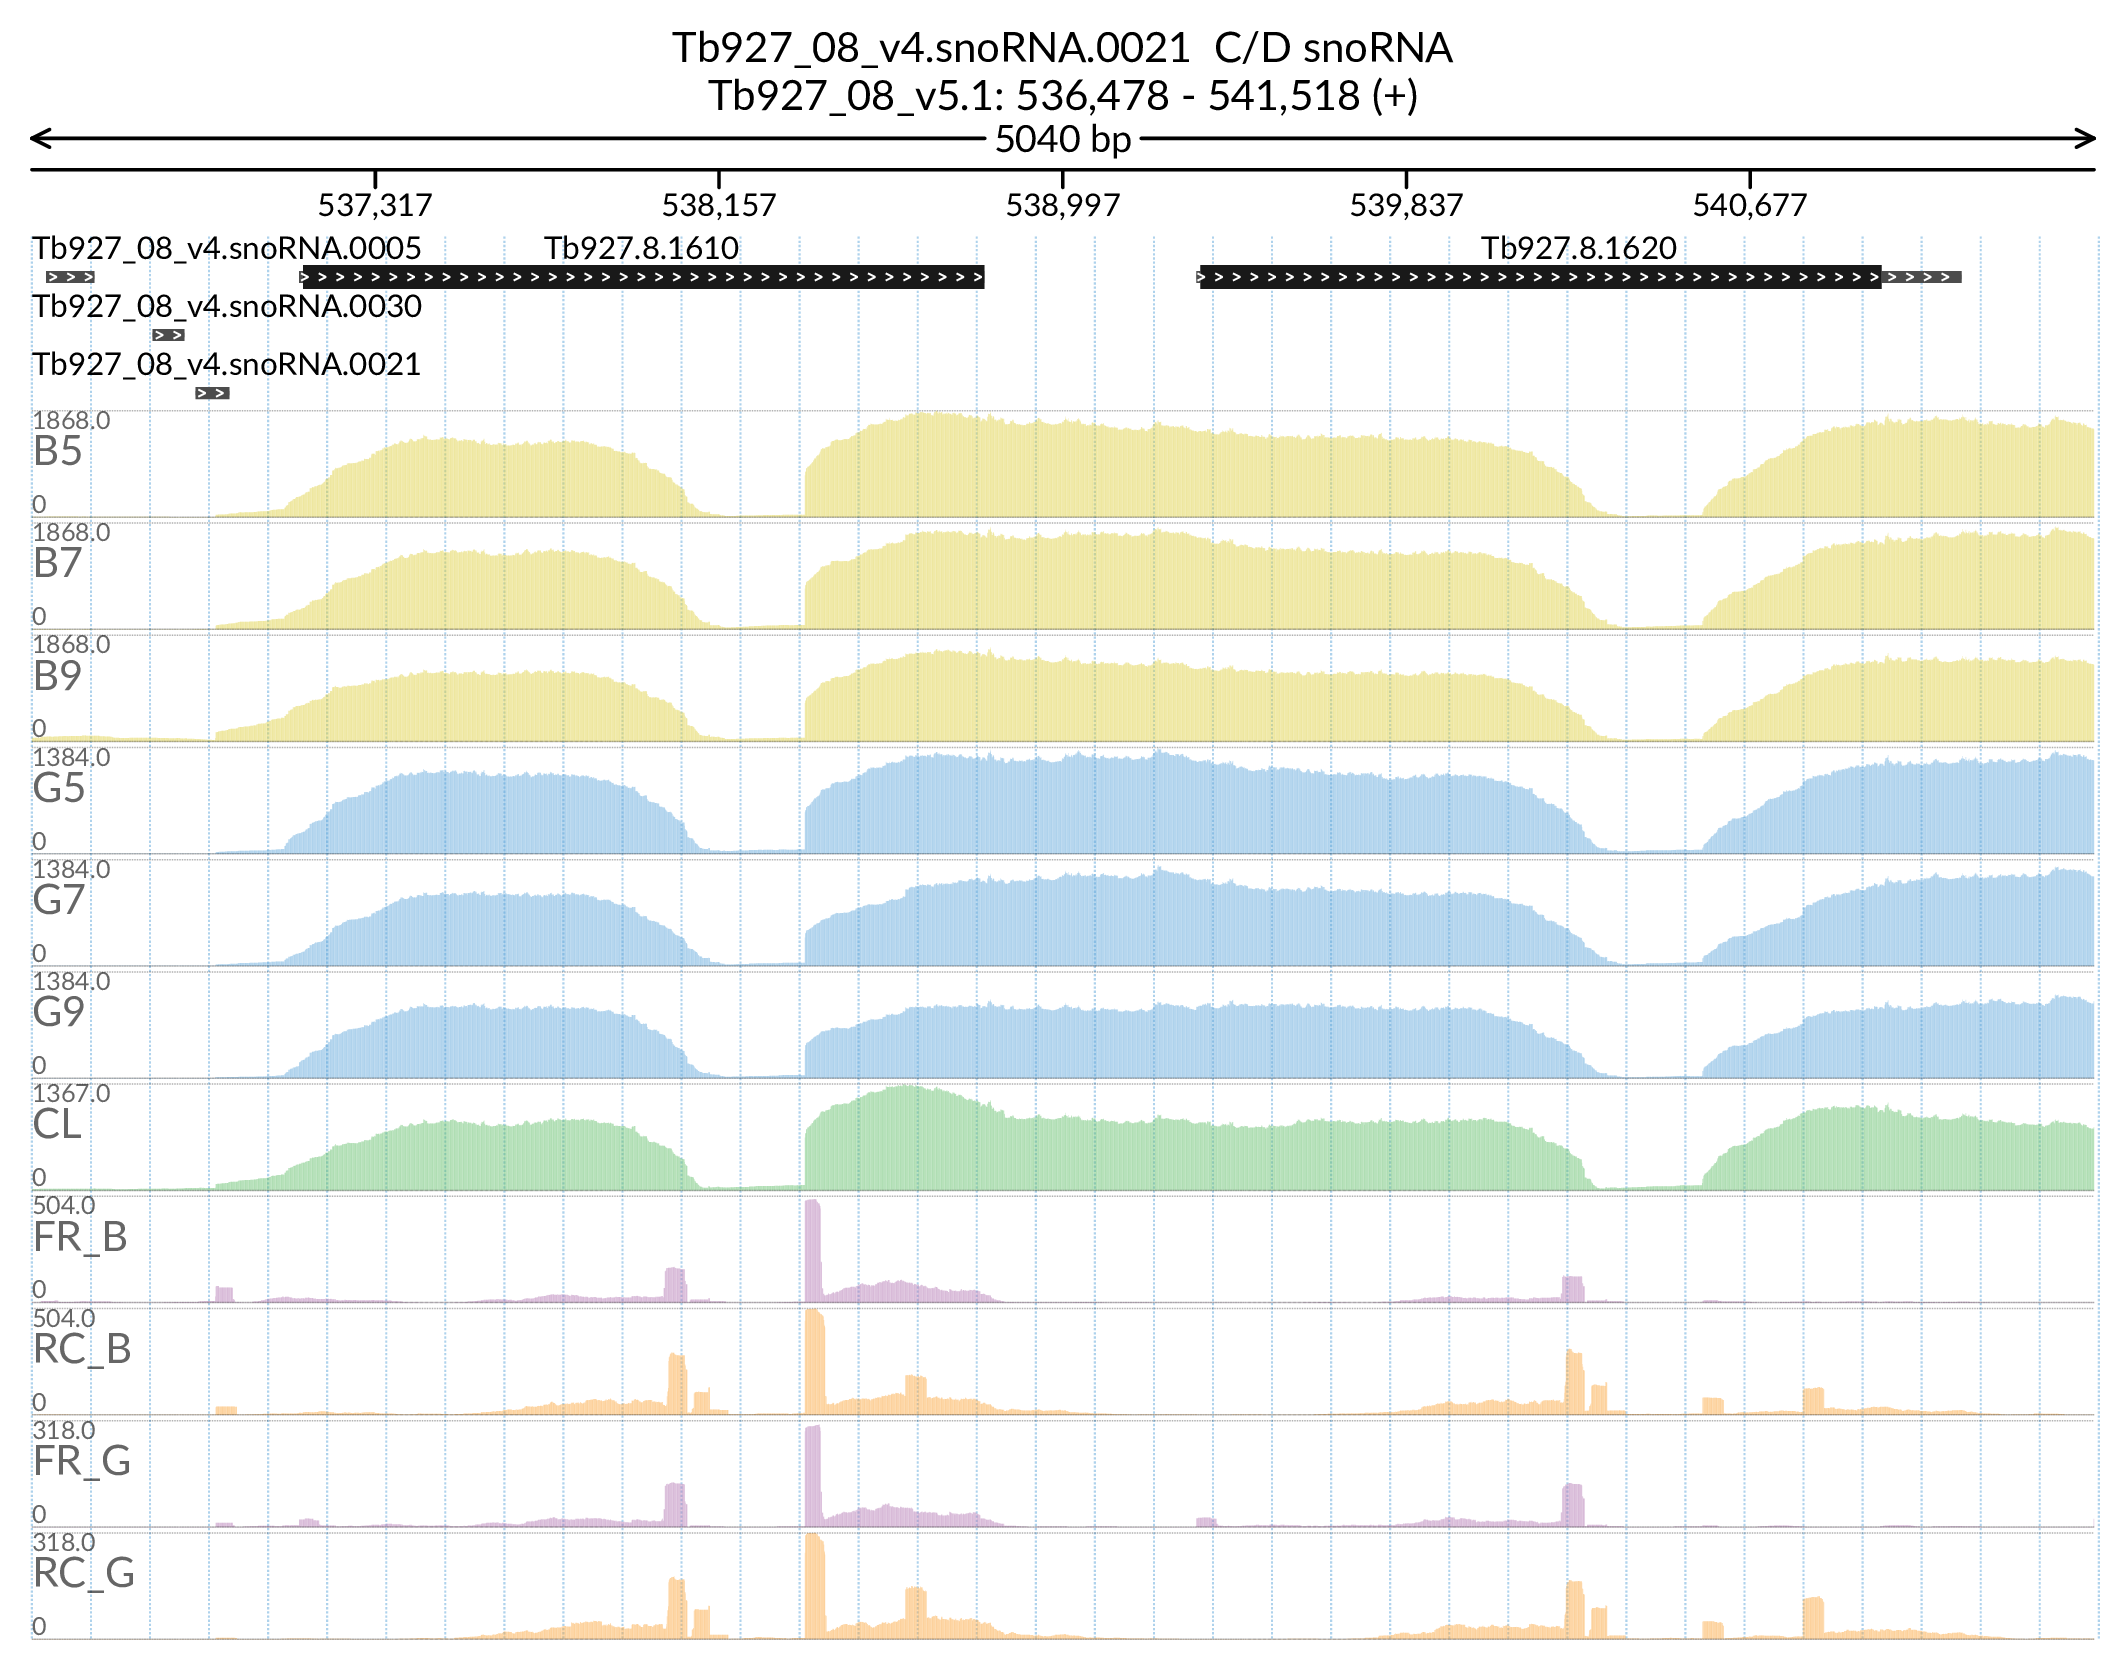 Tb927_08_v4.snoRNA.0021 C/D snoRNA
Tb927_08_v5.1: 536,478 - 541,518 (+)
5040 bp
537,317 538,157 538,997 539,837 540,677
Tb927_08_v4.snoRNA.0005 Tb927.8.1610 Tb927.8.1620
Tb927_08_v4.snoRNA.0030
Tb927_08_v4.snoRNA.0021
1868.0
B5
0
1868.0
B7
0
1868.0
B9
0
1384.0
G5
0
1384.0
G7
0
1384.0
G9
0
1367.0
CL
0
504.0
FR_B
0
504.0
RC_B
0
318.0
FR_G
0
318.0
RC_G
0